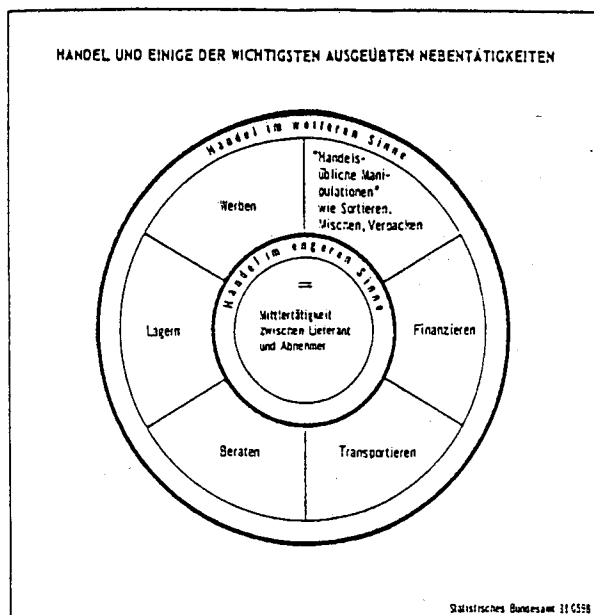 HANDEL UND EINIGE DER WICHTIGSTEN AUSGEÜBTEN NEBENTÄTIGKEITEN
Handel im weiteren Sinne
"Handels-
übliche Mani-
pulationen"
wie Sortieren,
Mischen, Verpacken
Werben
Handel im engeren Sinne
=
Mittlertätigkeit
zwischen Lieferant
und Abnehmer
Lagern
Finanzieren
Beraten
Transportieren
Statistisches Bundesamt